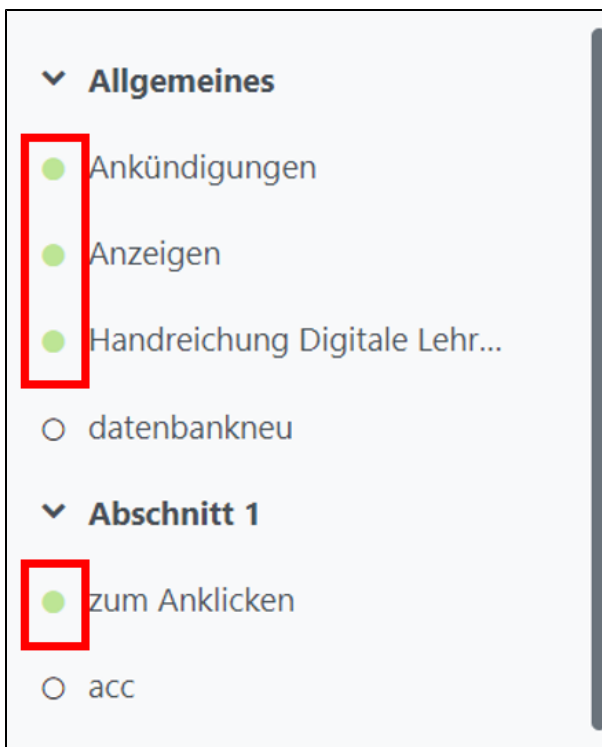 Allgemeines
Ankündigungen
Anzeigen
Handreichung Digitale Lehr...
datenbankneu
Abschnitt 1
zum Anklicken
acc